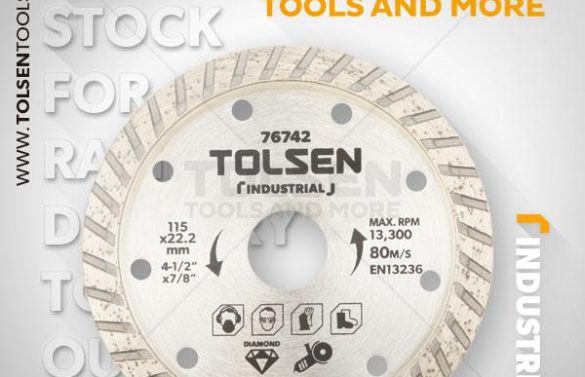 TOOLS AND MORE
WWW.TOLSENTOOLS
STOCK
FOR
76742
TOLSEN
INDUSTRIAL
TOLSEN
TOOLS AND MORE
115
x22.2
mm
4-1/2"
x7/8"
MAX. RPM
13,300
80M/S
EN13236
DIAMOND
TO
OU
INDUSTR